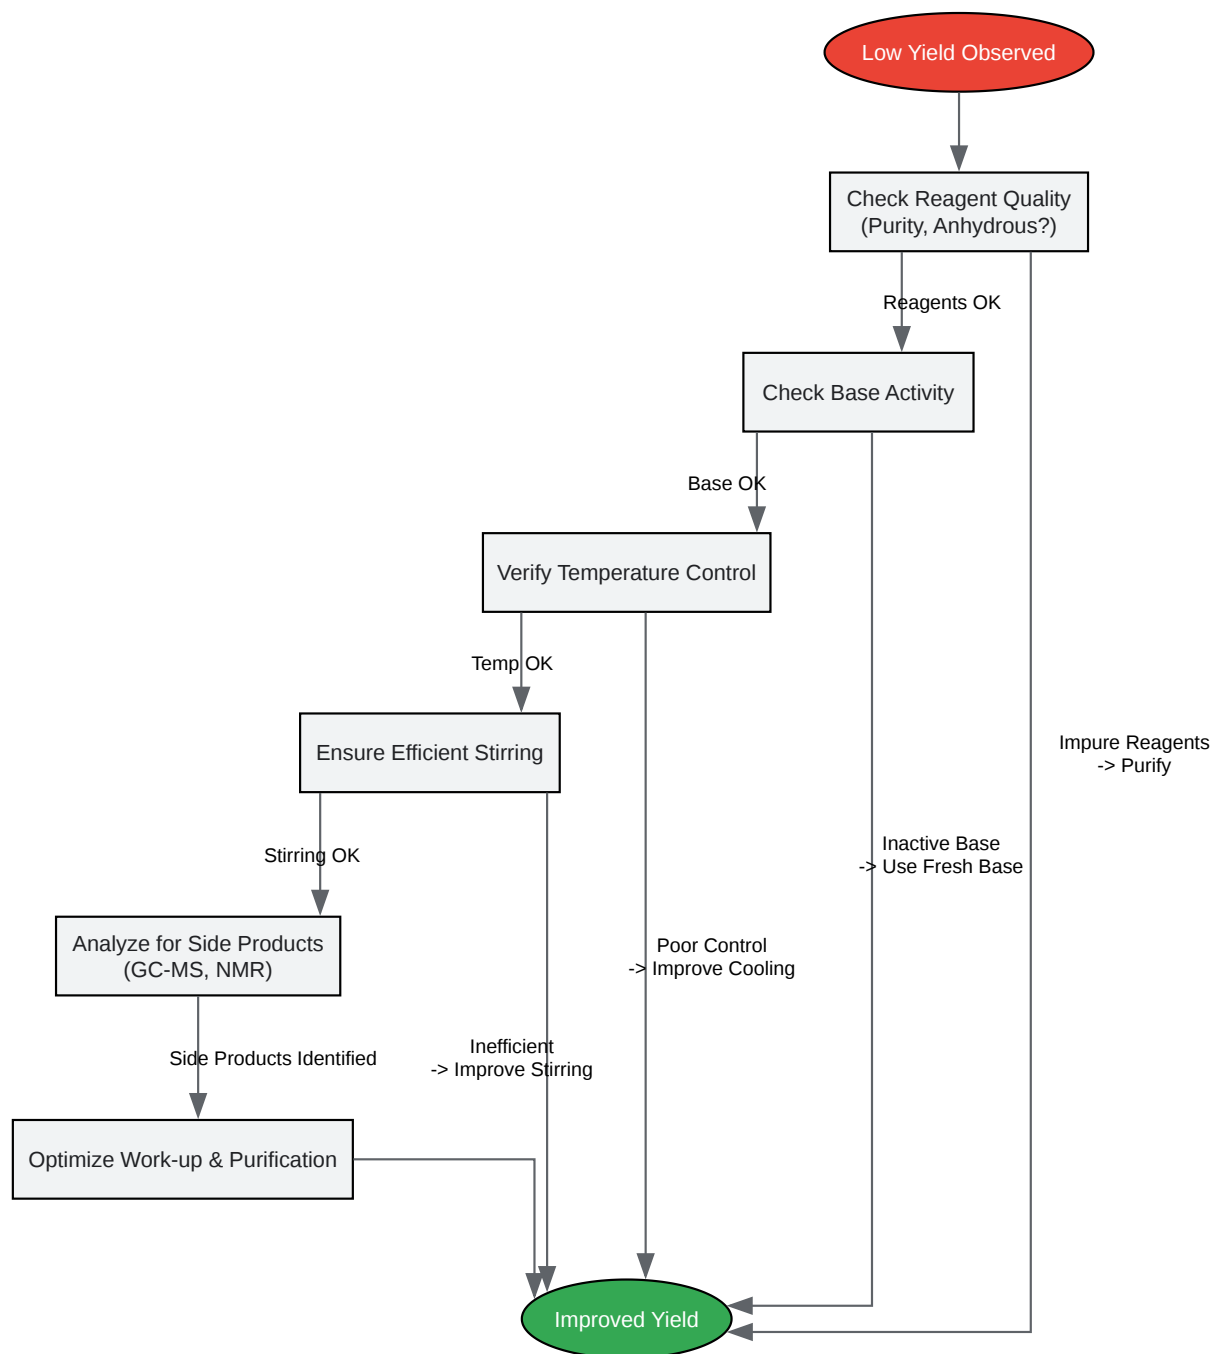 Low Yield Observed
Check Reagent Quality
(Purity, Anhydrous?)
Reagents OK
Check Base Activity
Base OK
Verify Temperature Control
Temp OK
Ensure Efficient Stirring
Impure Reagents
-> Purify
Stirring OK
Inactive Base
-> Use Fresh Base
Analyze for Side Products
(GC-MS, NMR)
Poor Control
-> Improve Cooling
Side Products Identified
Inefficient
-> Improve Stirring
Optimize Work-up & Purification
Improved Yield